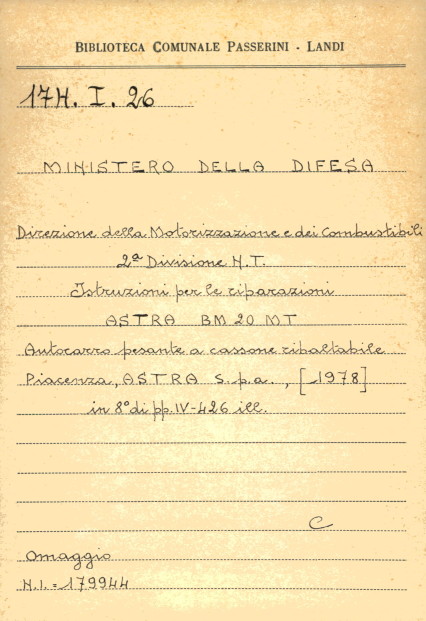 BIBLIOTECA COMUNALE PASSERINI - LANDI
17H. I. 26
MINISTERO DELLA DIFESA
Direzione della Motorizzazione e dei Combustibili
2ª Divisione N.T.
Istruzioni per le riparazioni
ASTRA BM 20 MT
Autocarro pesante a cassone ribaltabile
Piacenza, ASTRA S.p.a., [1978]
in 8° di pp. IV-426 ill.
C
Omaggio
N.I. = 179944